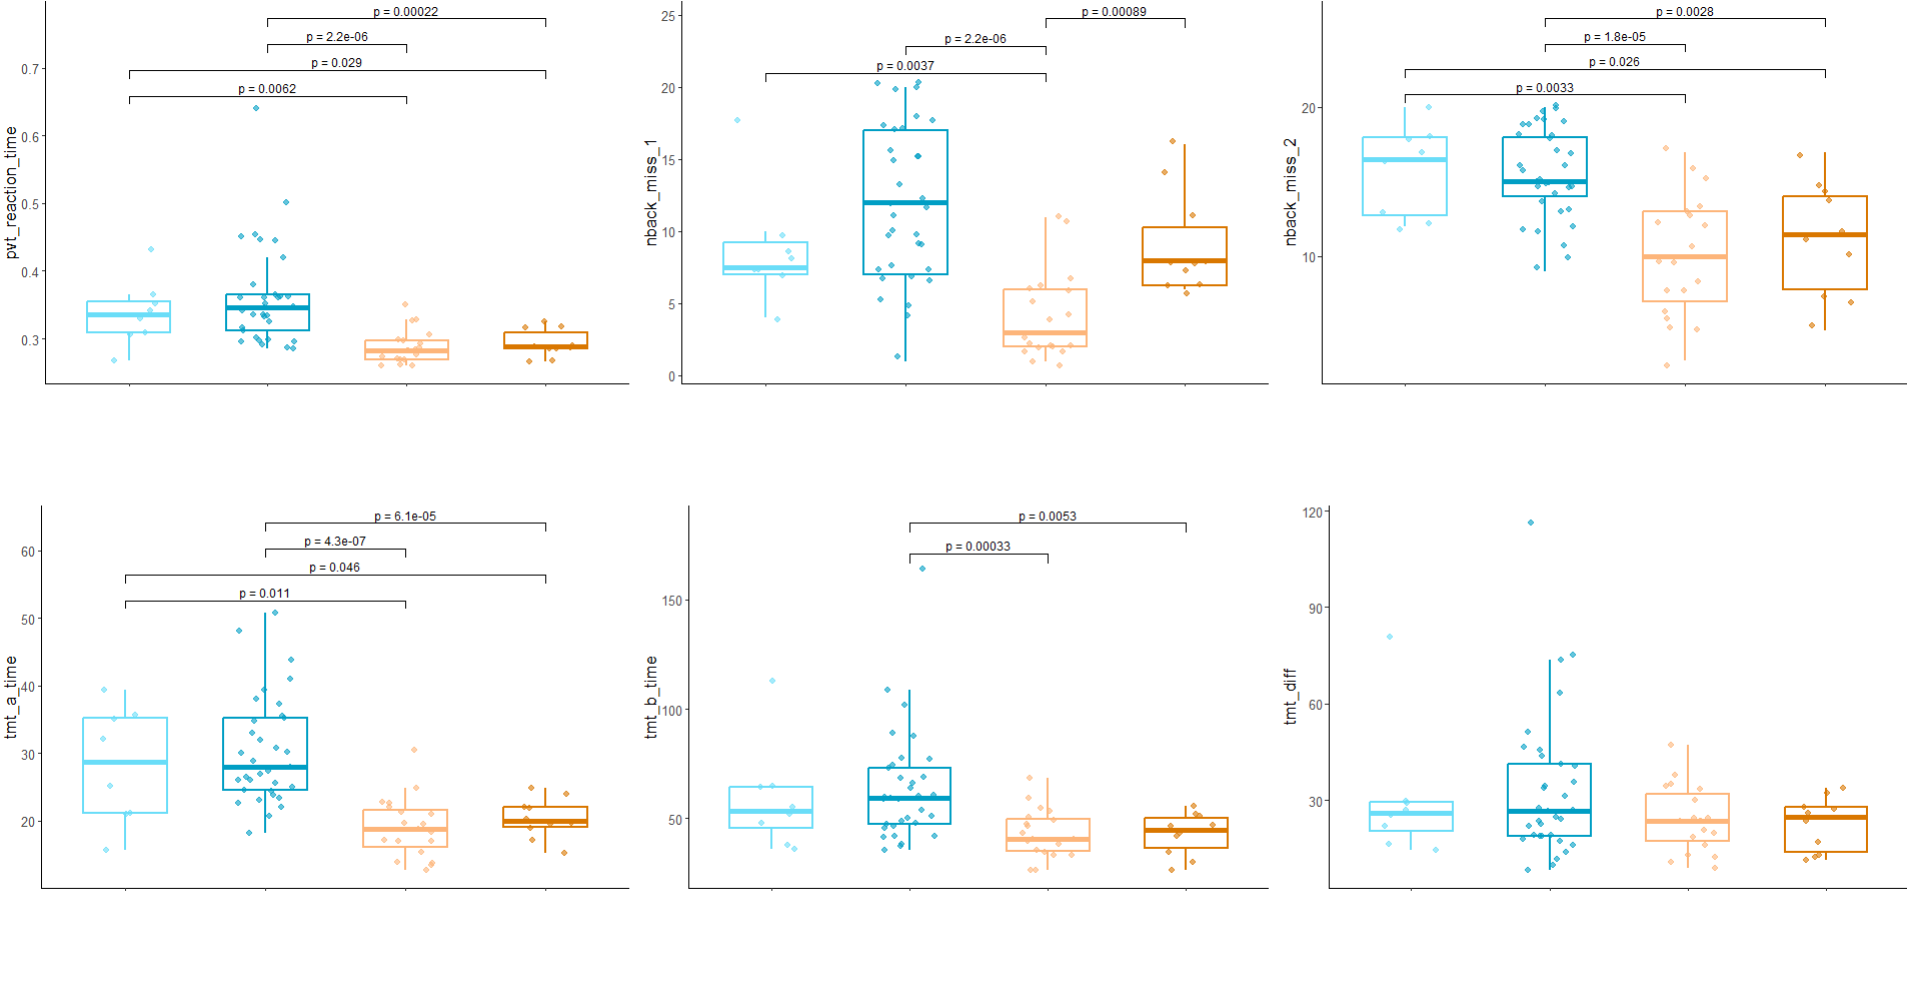 p = 0.00022
p = 2.2e-06
p = 0.029
p = 0.0062
0.7
0.6
0.5
0.4
0.3
pvt_reaction_time
p = 0.00089
p = 2.2e-06
p = 0.0037
25
20
15
10
5
0
nback_miss_1
p = 0.0028
p = 1.8e-05
p = 0.026
p = 0.0033
20
10
nback_miss_2
p = 6.1e-05
p = 4.3e-07
p = 0.046
p = 0.011
60
50
40
30
20
tmt_a_time
p = 0.0053
p = 0.00033
150
100
50
tmt_b_time
120
90
60
30
tmt_diff